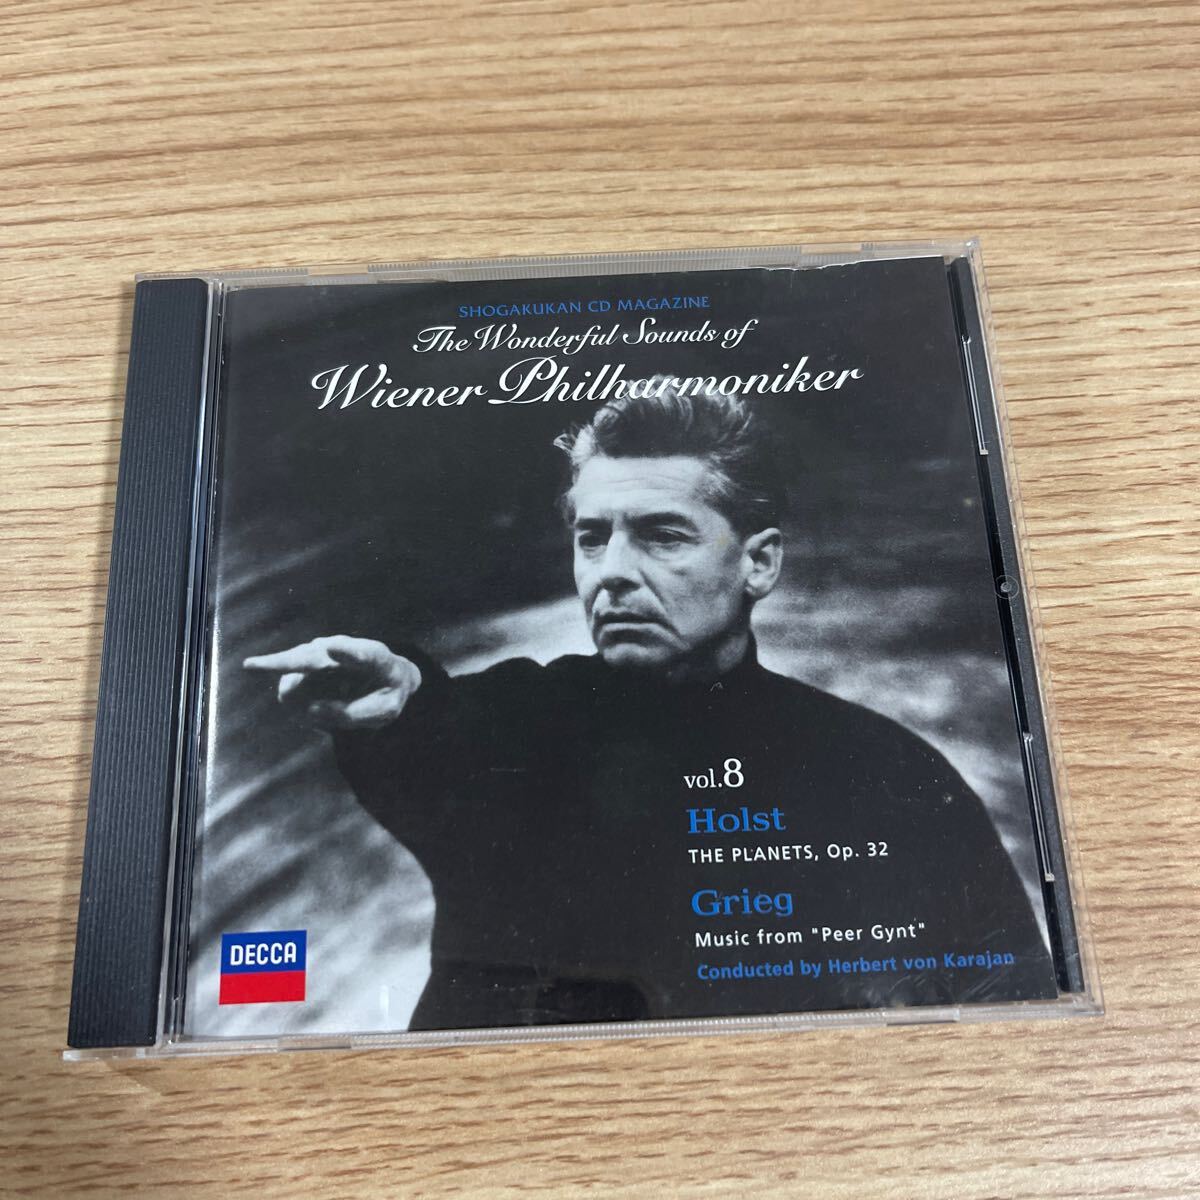 SHOGAKUKAN CD MAGAZINE
The Wonderful Sounds of
Wiener Philharmoniker
vol.8
Holst
THE PLANETS, Op. 32
Grieg
Music from "Peer Gynt"
Conducted by Herbert von Karajan
DECCA